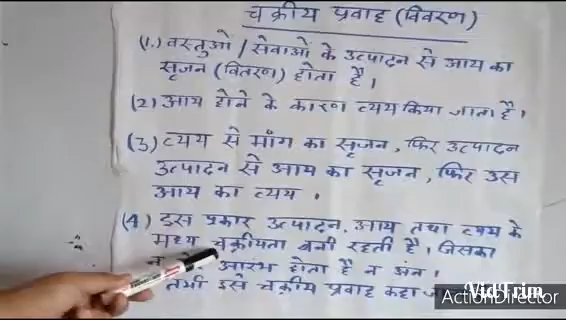 चक्रीय प्रवाह (विवरण)
(1.) वस्तुओं / सेवाओं के उत्पादन से आय का
सृजन (वितरण) होता है।
(2) आय होने के कारण व्यय किया जाता है।
(3) व्यय से माँग का सृजन, फिर उत्पादन
उत्पादन से आय का सृजन, फिर उस
आय का व्यय ।
(4) इस प्रकार उत्पादन, आय तथा व्यय के
मध्य चक्रीयता बनी रहती है। जिसका
आरंभ होता है न अंत।
तभी इसे चक्रीय प्रवाह कहा
VidTrim
ActionDirector